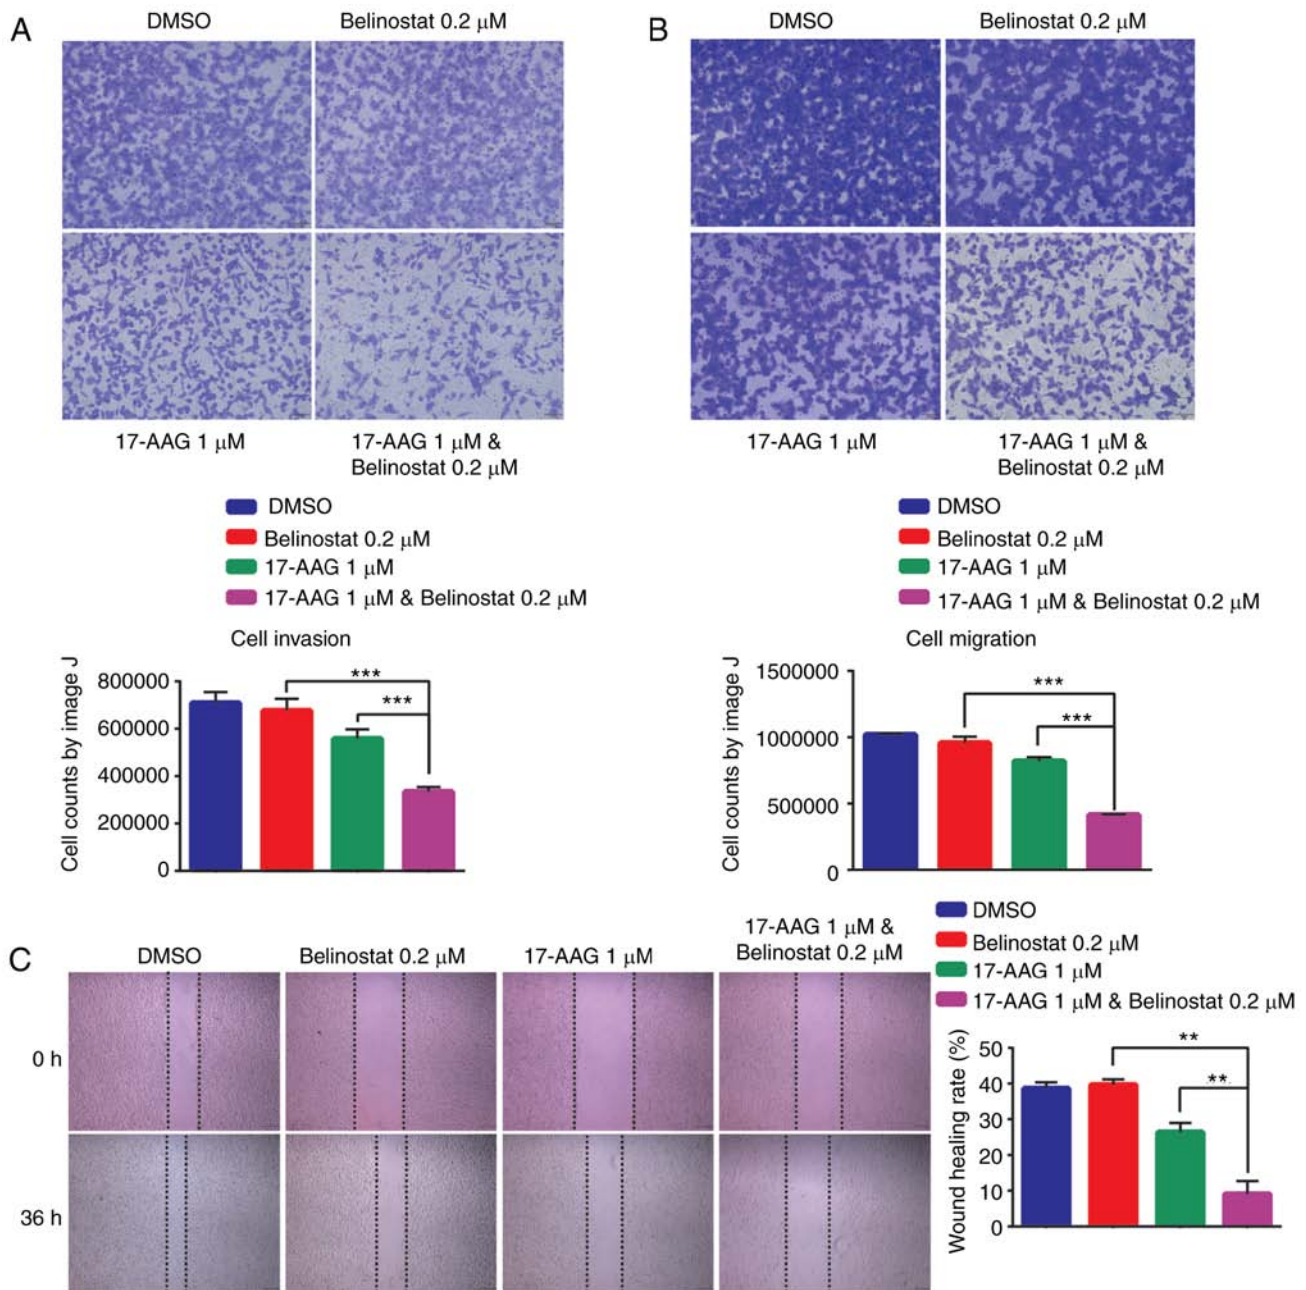 A
DMSO
Belinostat 0.2 μM
17-AAG 1 μM
17-AAG 1 μM &
Belinostat 0.2 μM
DMSO
Belinostat 0.2 μM
17-AAG 1 μM
17-AAG 1 μM & Belinostat 0.2 μM
Cell invasion
Cell counts by image J
800000
600000
400000
200000
0
***
***
B
DMSO
Belinostat 0.2 μM
17-AAG 1 μM
17-AAG 1 μM &
Belinostat 0.2 μM
DMSO
Belinostat 0.2 μM
17-AAG 1 μM
17-AAG 1 μM & Belinostat 0.2 μM
Cell migration
Cell counts by image J
1500000
1000000
500000
0
***
***
C
DMSO
Belinostat 0.2 μM
17-AAG 1 μM
17-AAG 1 μM &
Belinostat 0.2 μM
0 h
36 h
DMSO
Belinostat 0.2 μM
17-AAG 1 μM
17-AAG 1 μM & Belinostat 0.2 μM
Wound healing rate (%)
50
40
30
20
10
0
**
**